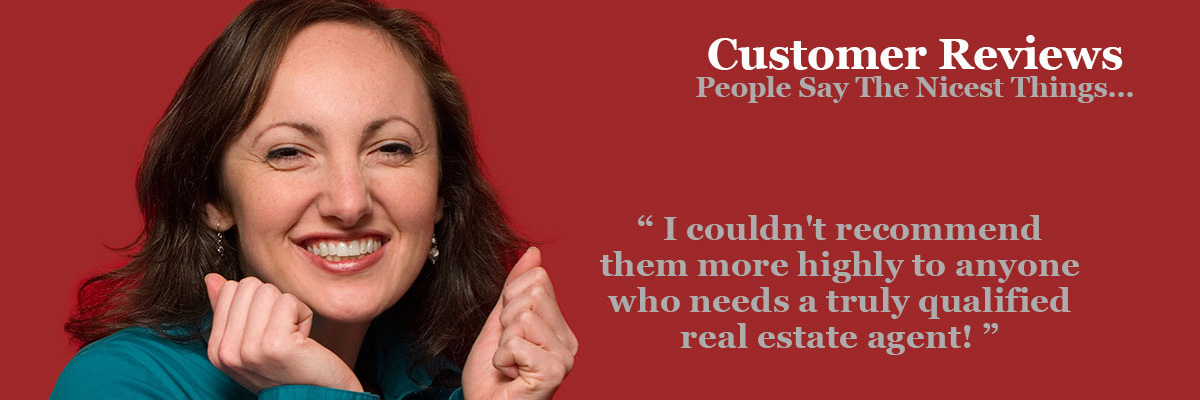 Customer Reviews
People Say The Nicest Things...
“ I couldn't recommend
them more highly to anyone
who needs a truly qualified
real estate agent! ”